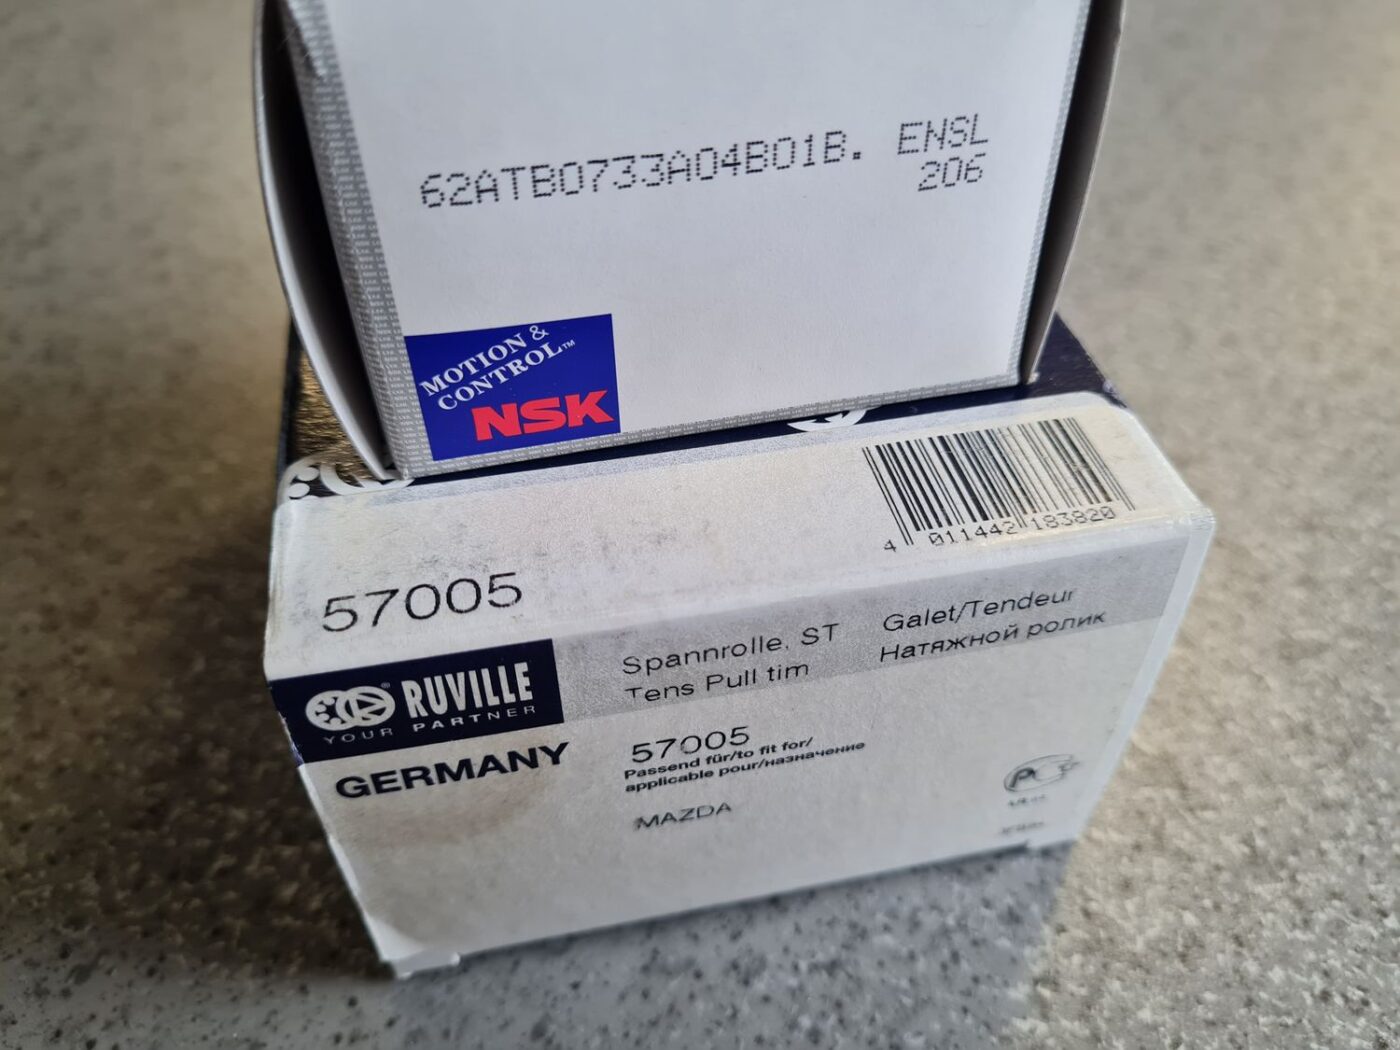 62ATB0733A04B01B. ENSL
206
MOTION &
CONTROL™
NSK
4 011442 183820
57005
RUVILLE®
YOUR PARTNER
GERMANY
Spannrolle, ST
Tens Pull tim
Galet/Tendeur
Натяжной ролик
57005
Passend für/to fit for/
applicable pour/назначение
MAZDA